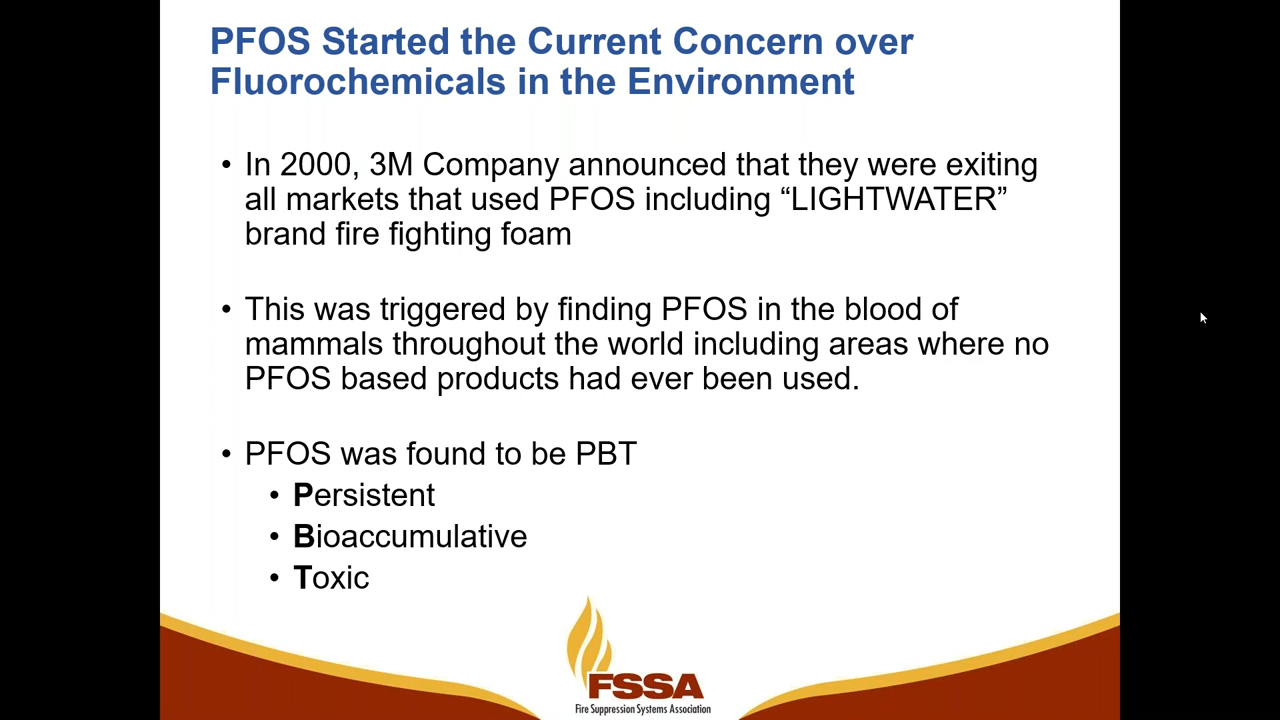 PFOS Started the Current Concern over
Fluorochemicals in the Environment
• In 2000, 3M Company announced that they were exiting
all markets that used PFOS including “LIGHTWATER”
brand fire fighting foam
• This was triggered by finding PFOS in the blood of
mammals throughout the world including areas where no
PFOS based products had ever been used.
• PFOS was found to be PBT
• Persistent
• Bioaccumulative
• Toxic
FSSA
Fire Suppression Systems Association